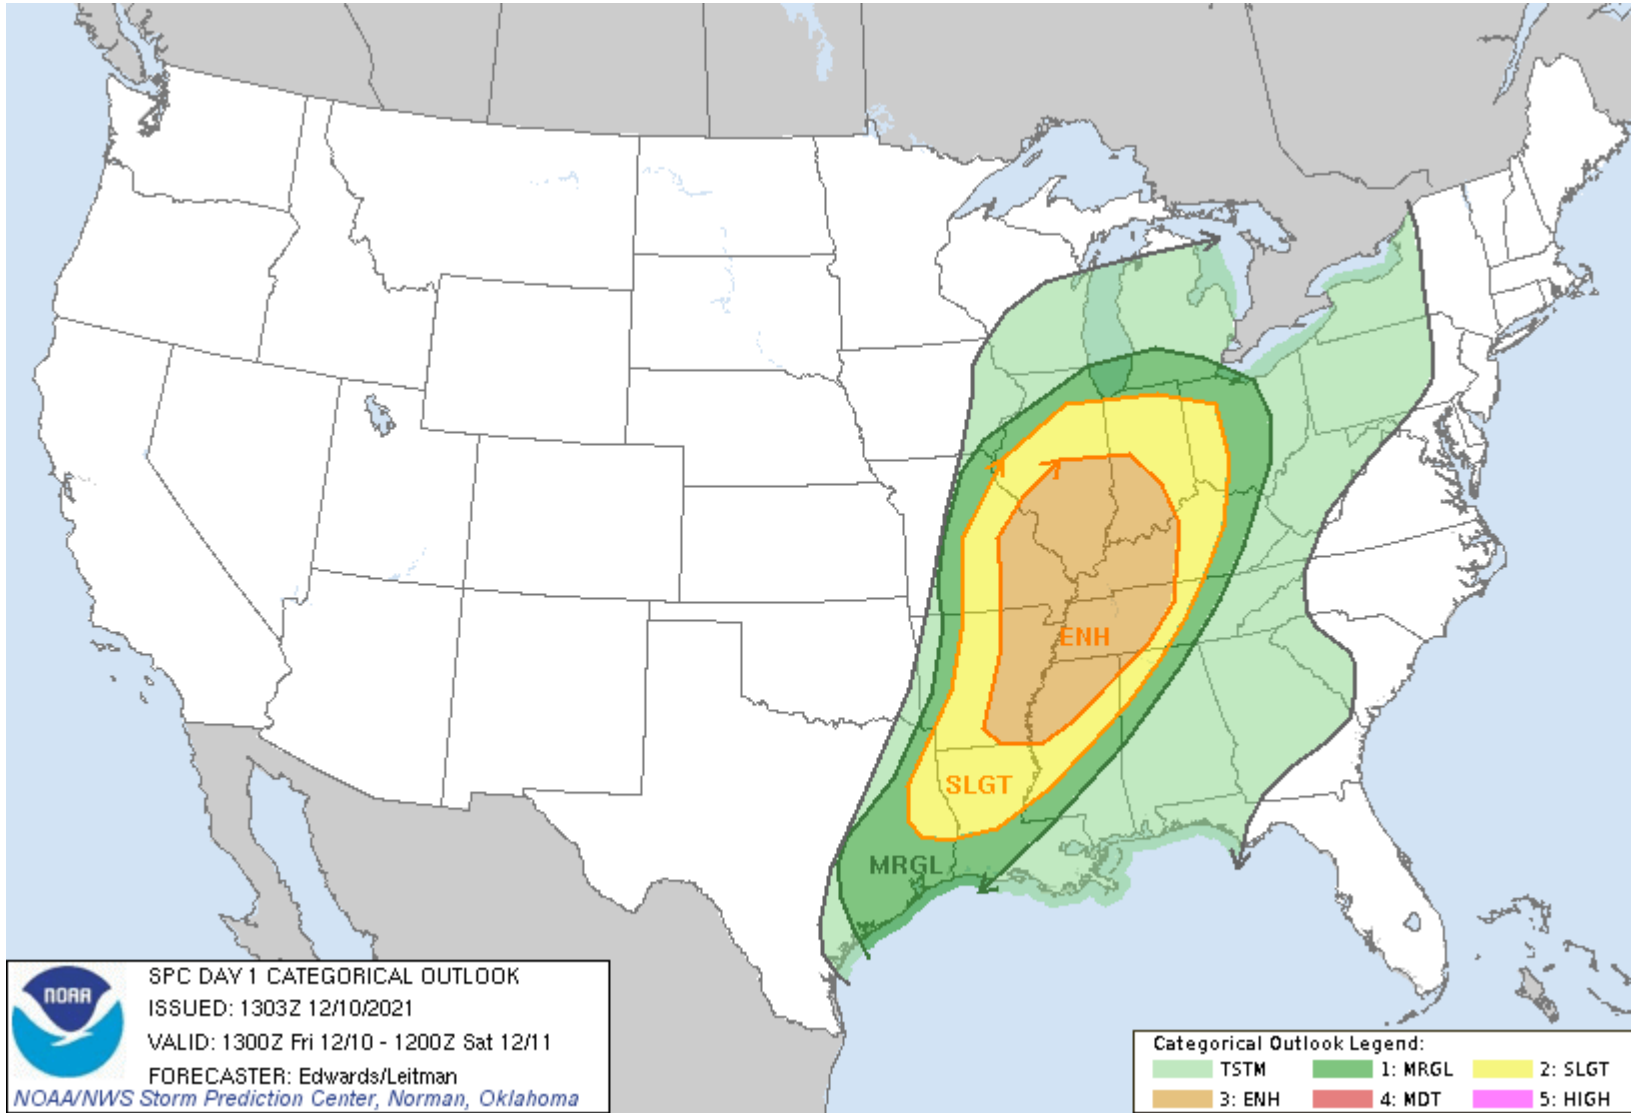 ENH
SLGT
MRGL
NOAA
SPC DAY 1 CATEGORICAL OUTLOOK
ISSUED: 1303Z 12/10/2021
VALID: 1300Z Fri 12/10 - 1200Z Sat 12/11
FORECASTER: Edwards/Leitman
NOAA/NWS Storm Prediction Center, Norman, Oklahoma
Categorical Outlook Legend:
TSTM 1: MRGL 2: SLGT
3: ENH 4: MDT 5: HIGH